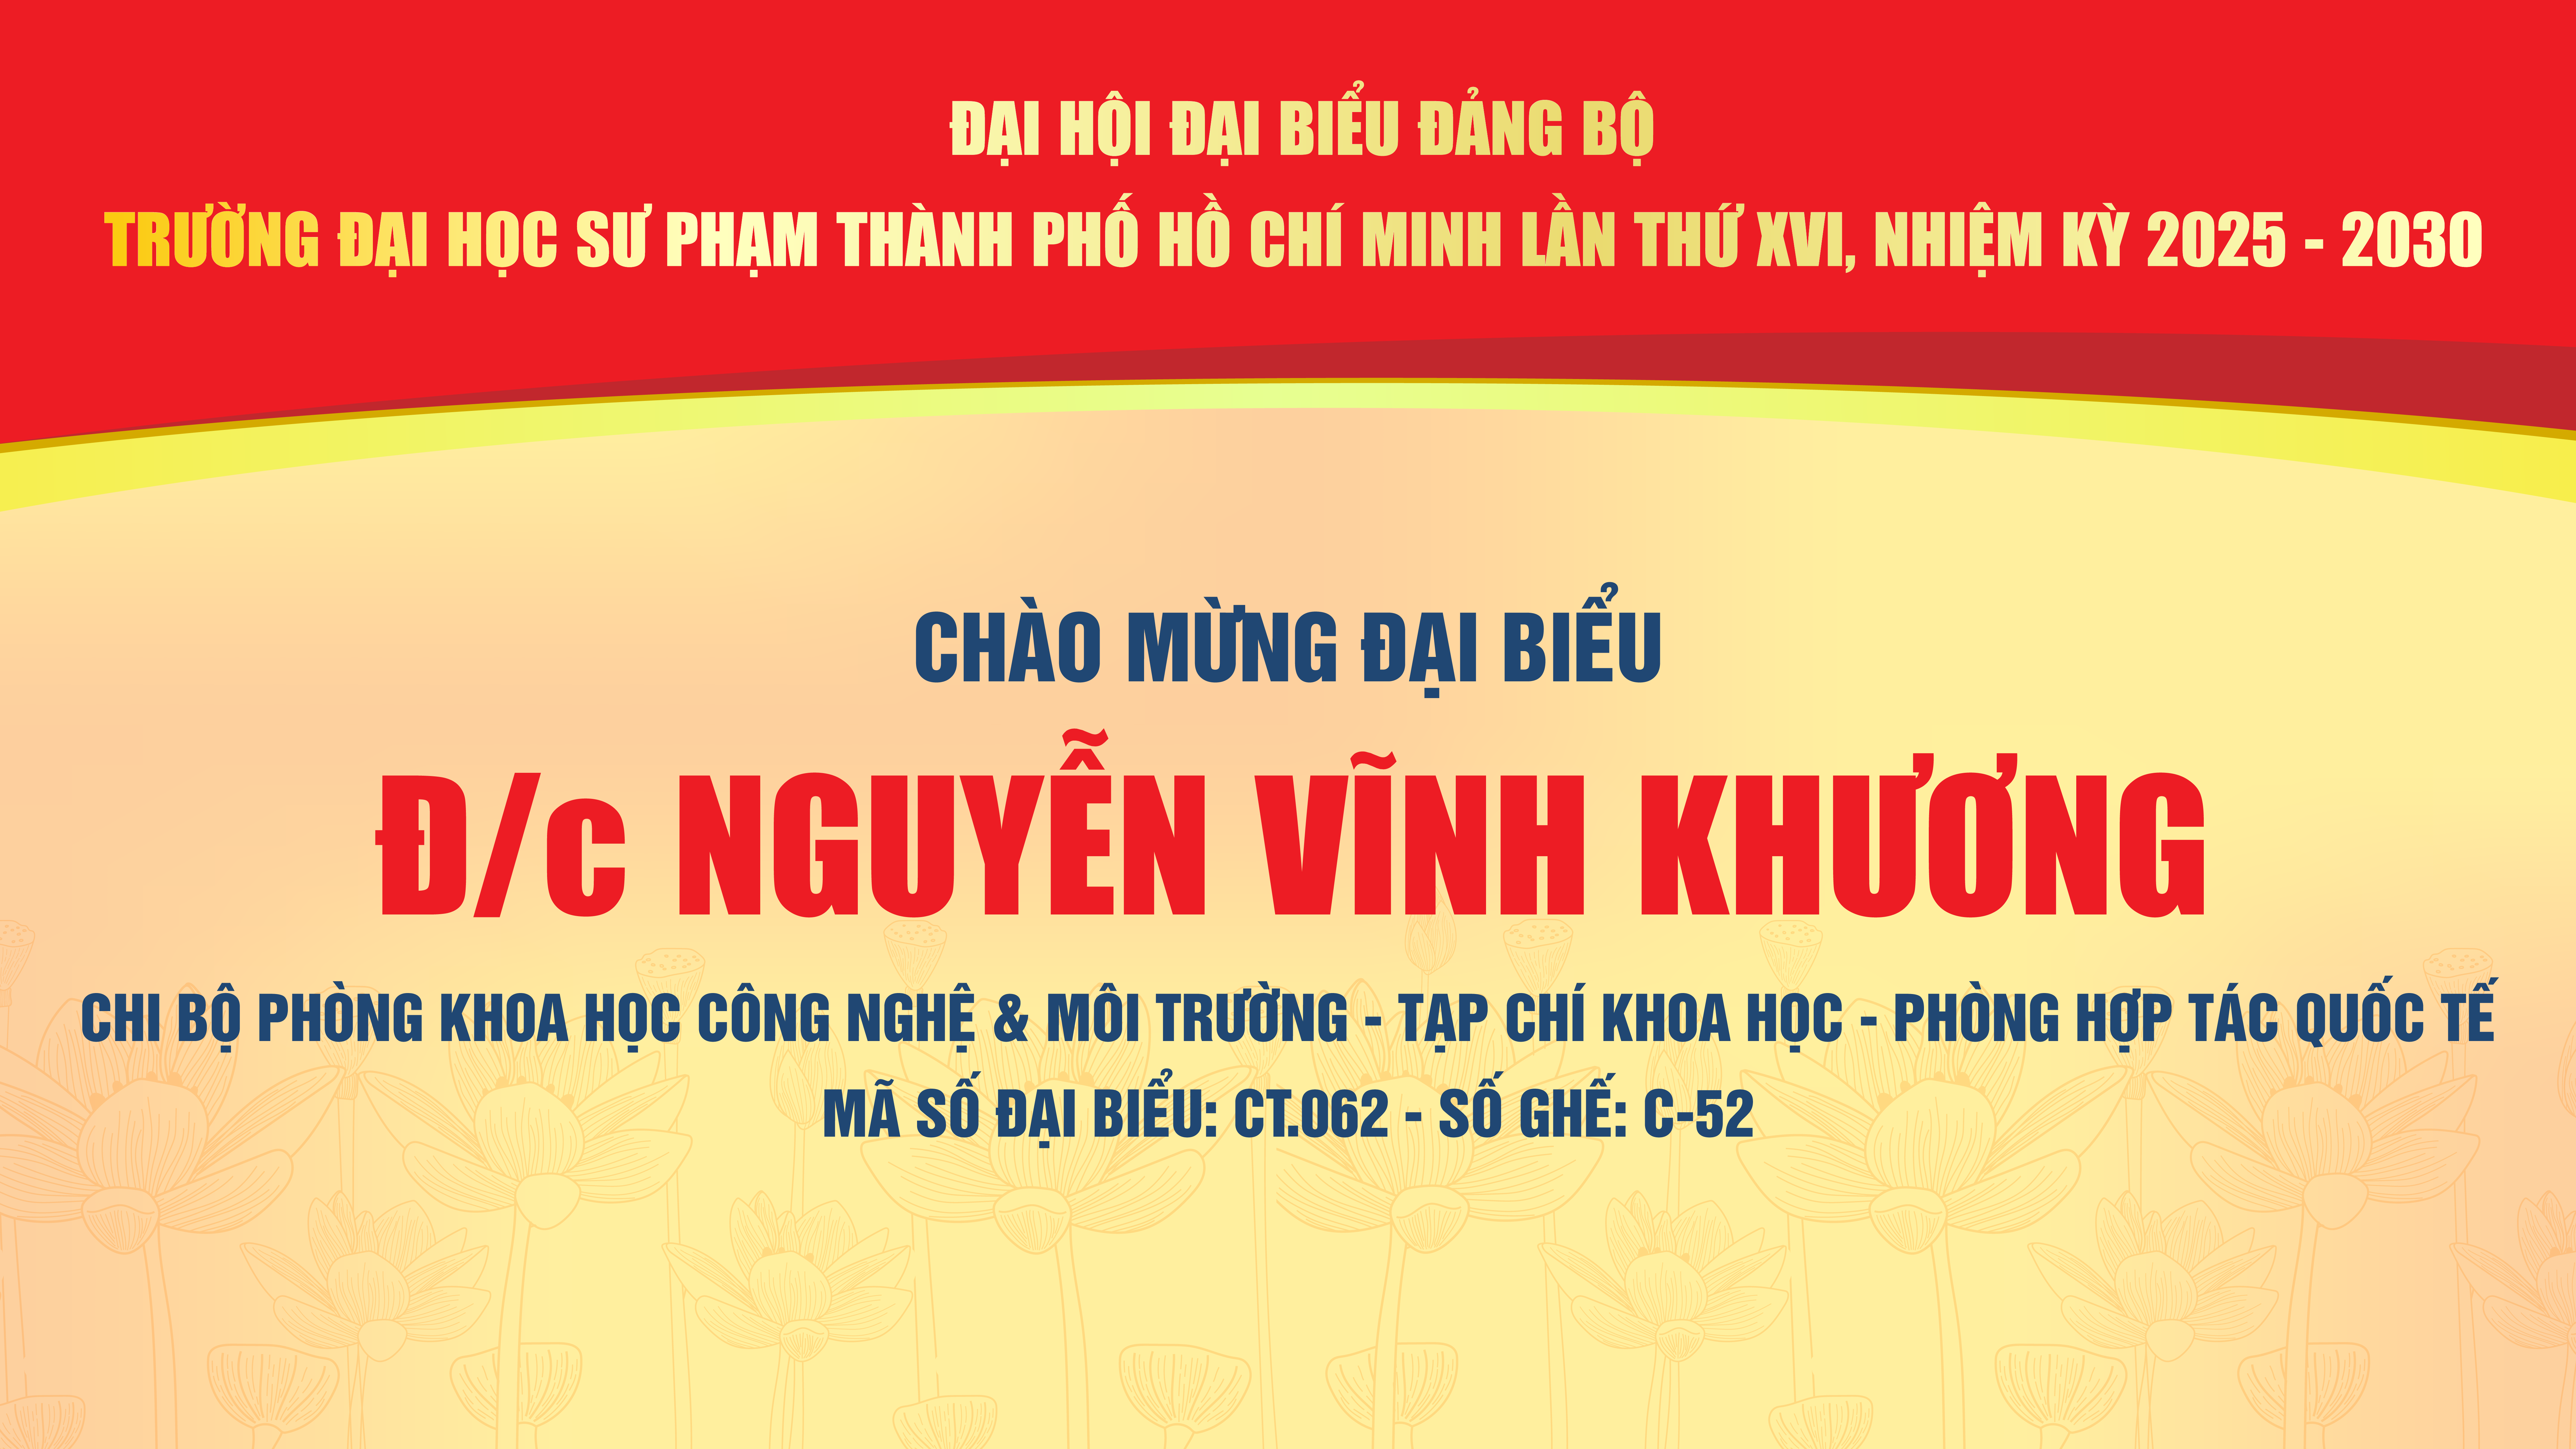 ĐẠI HỘI ĐẠI BIỂU ĐẢNG BỘ
TRƯỜNG ĐẠI HỌC SƯ PHẠM THÀNH PHỐ HỒ CHÍ MINH LẦN THỨ XVI, NHIỆM KỲ 2025 - 2030
CHÀO MỪNG ĐẠI BIỂU
Đ/c NGUYỄN VĨNH KHƯƠNG
CHI BỘ PHÒNG KHOA HỌC CÔNG NGHỆ & MÔI TRƯỜNG - TẠP CHÍ KHOA HỌC - PHÒNG HỢP TÁC QUỐC TẾ
MÃ SỐ ĐẠI BIỂU: CT.062 - SỐ GHẾ: C-52